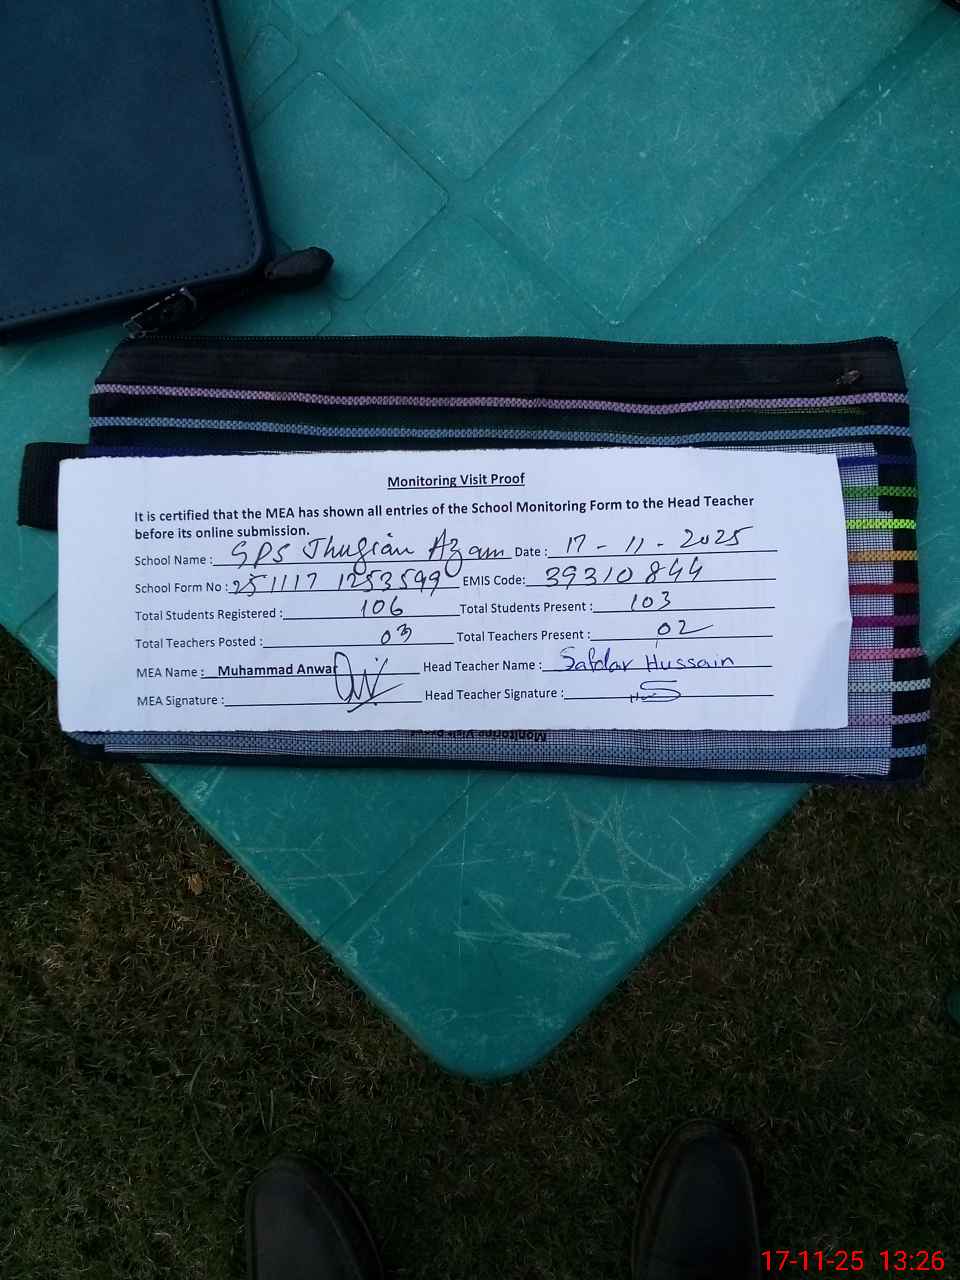 Monitoring Visit Proof
It is certified that the MEA has shown all entries of the School Monitoring Form to the Head Teacher
before its online submission.
School Name : GPS Jhugian Azam Date : 17 - 11 - 2025
School Form No : 251117 1253599 EMIS Code: 39310844
Total Students Registered : 106 Total Students Present : 103
Total Teachers Posted : 03 Total Teachers Present : 02
MEA Name : Muhammad Anwar Head Teacher Name : Safdar Hussain
MEA Signature : Head Teacher Signature :
Monitoring Visit
17-11-25 13:26